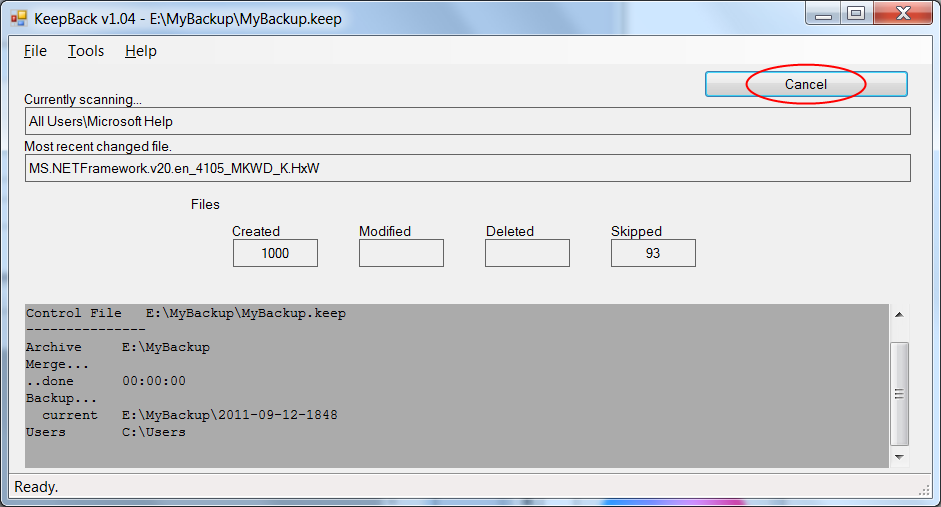 KeepBack v1.04 - E:\MyBackup\MyBackup.keep
File Tools Help
Cancel
Currently scanning...
All Users\Microsoft Help
Most recent changed file.
MS.NETFramework.v20.en_4105_MKWD_K.HxW
Files
Created Modified Deleted Skipped
1000 93
Control File E:\MyBackup\MyBackup.keep
---------------
Archive E:\MyBackup
Merge...
..done 00:00:00
Backup...
current E:\MyBackup\2011-09-12-1848
Users C:\Users
Ready.